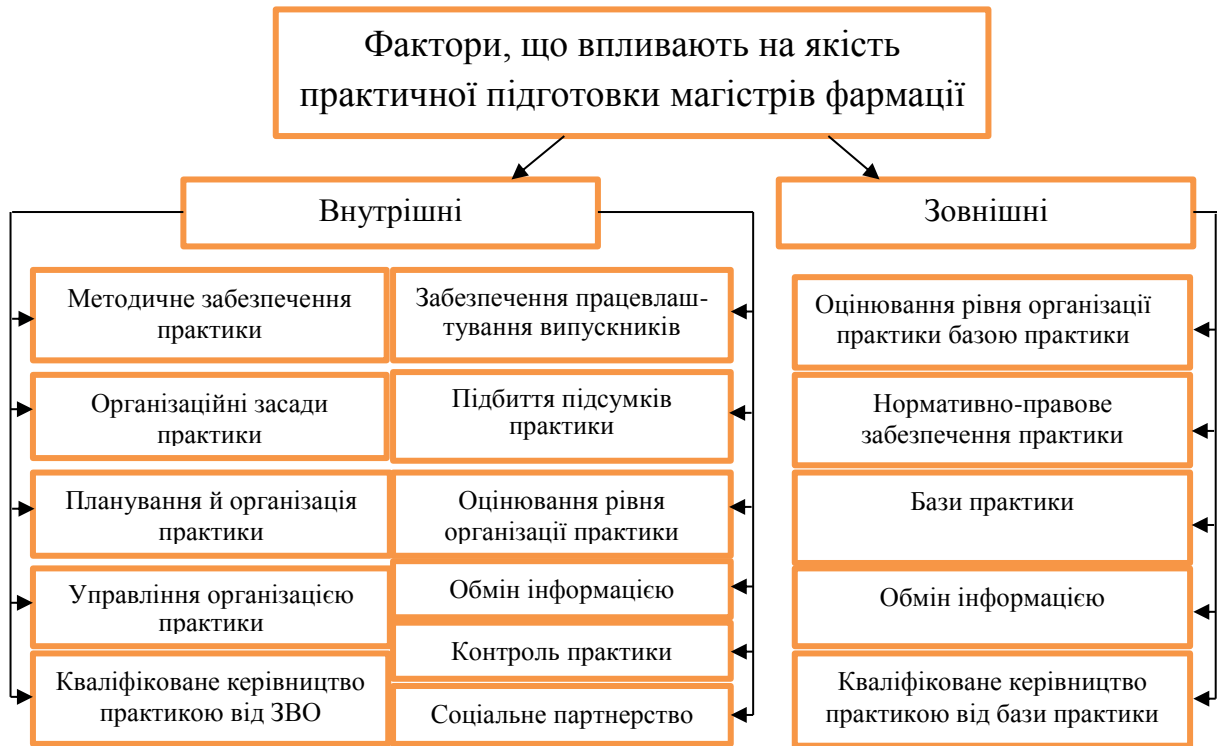 Фактори, що впливають на якість
практичної підготовки магістрів фармації
Внутрішні
Зовнішні
Методичне забезпечення
практики
Організаційні засади
практики
Планування й організація
практики
Управління організацією
практики
Кваліфіковане керівництво
практикою від ЗВО
Забезпечення працевлаш-
тування випускників
Підбиття підсумків
практики
Оцінювання рівня
організації практики
Обмін інформацією
Контроль практики
Соціальне партнерство
Оцінювання рівня організації
практики базою практики
Нормативно-правове
забезпечення практики
Бази практики
Обмін інформацією
Кваліфіковане керівництво
практикою від бази практики